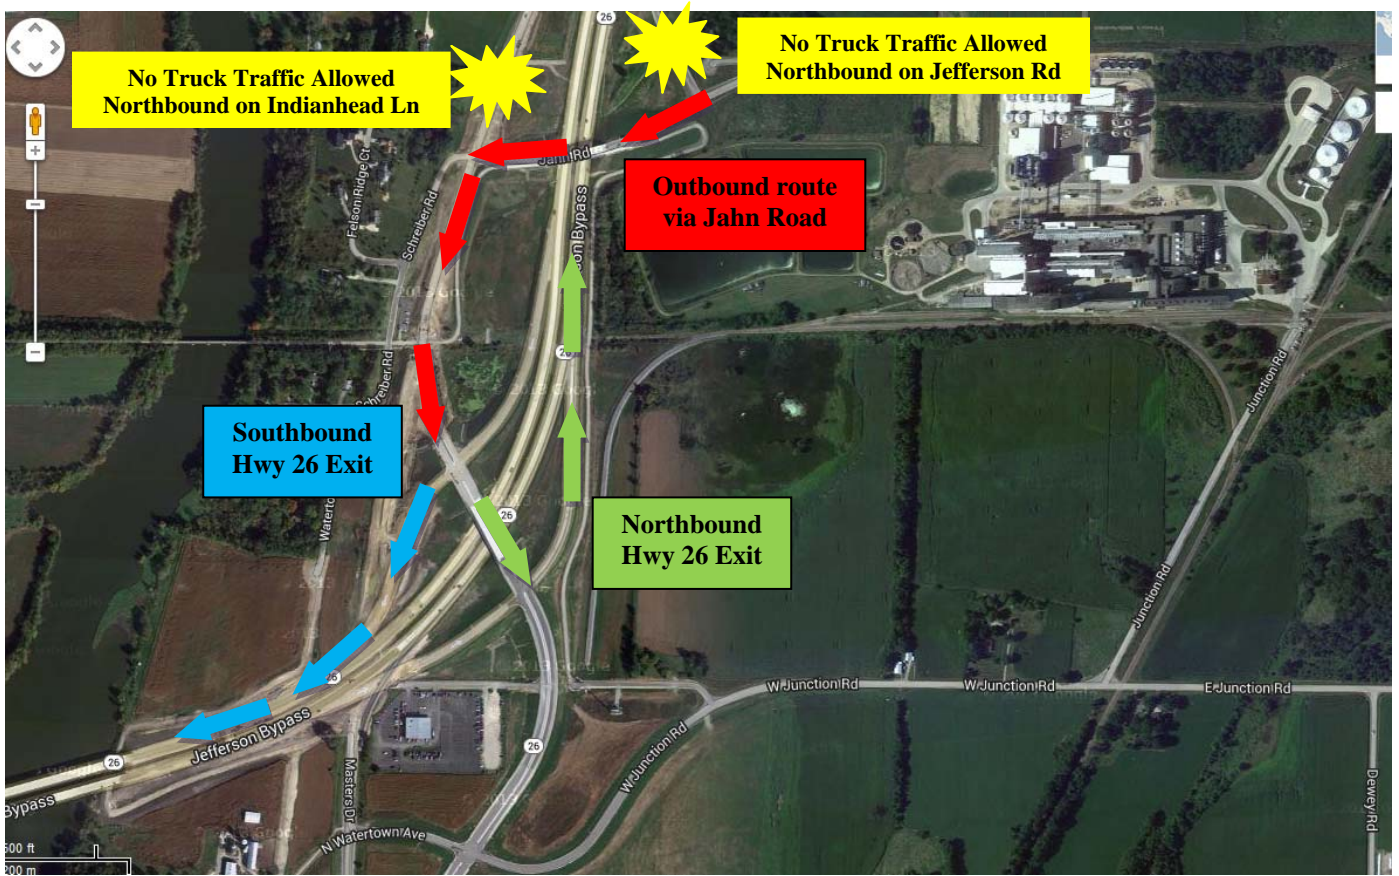 26
No Truck Traffic Allowed
Northbound on Jefferson Rd
No Truck Traffic Allowed
Northbound on Indianhead Ln
Jahn Rd
Felson Ridge Ct
Schreiber Rd
Outbound route
via Jahn Road
son Bypass
Schreiber Rd
26
Southbound
Hwy 26 Exit
26
Northbound
Hwy 26 Exit
Junction Rd
Junction Rd
W Junction Rd
W Junction Rd
E Junction Rd
26
Jefferson Bypass
26
Bypass
26
W Junction Rd
Masters Dr
N Watertown Ave
Dewey Rd
500 ft
200 m